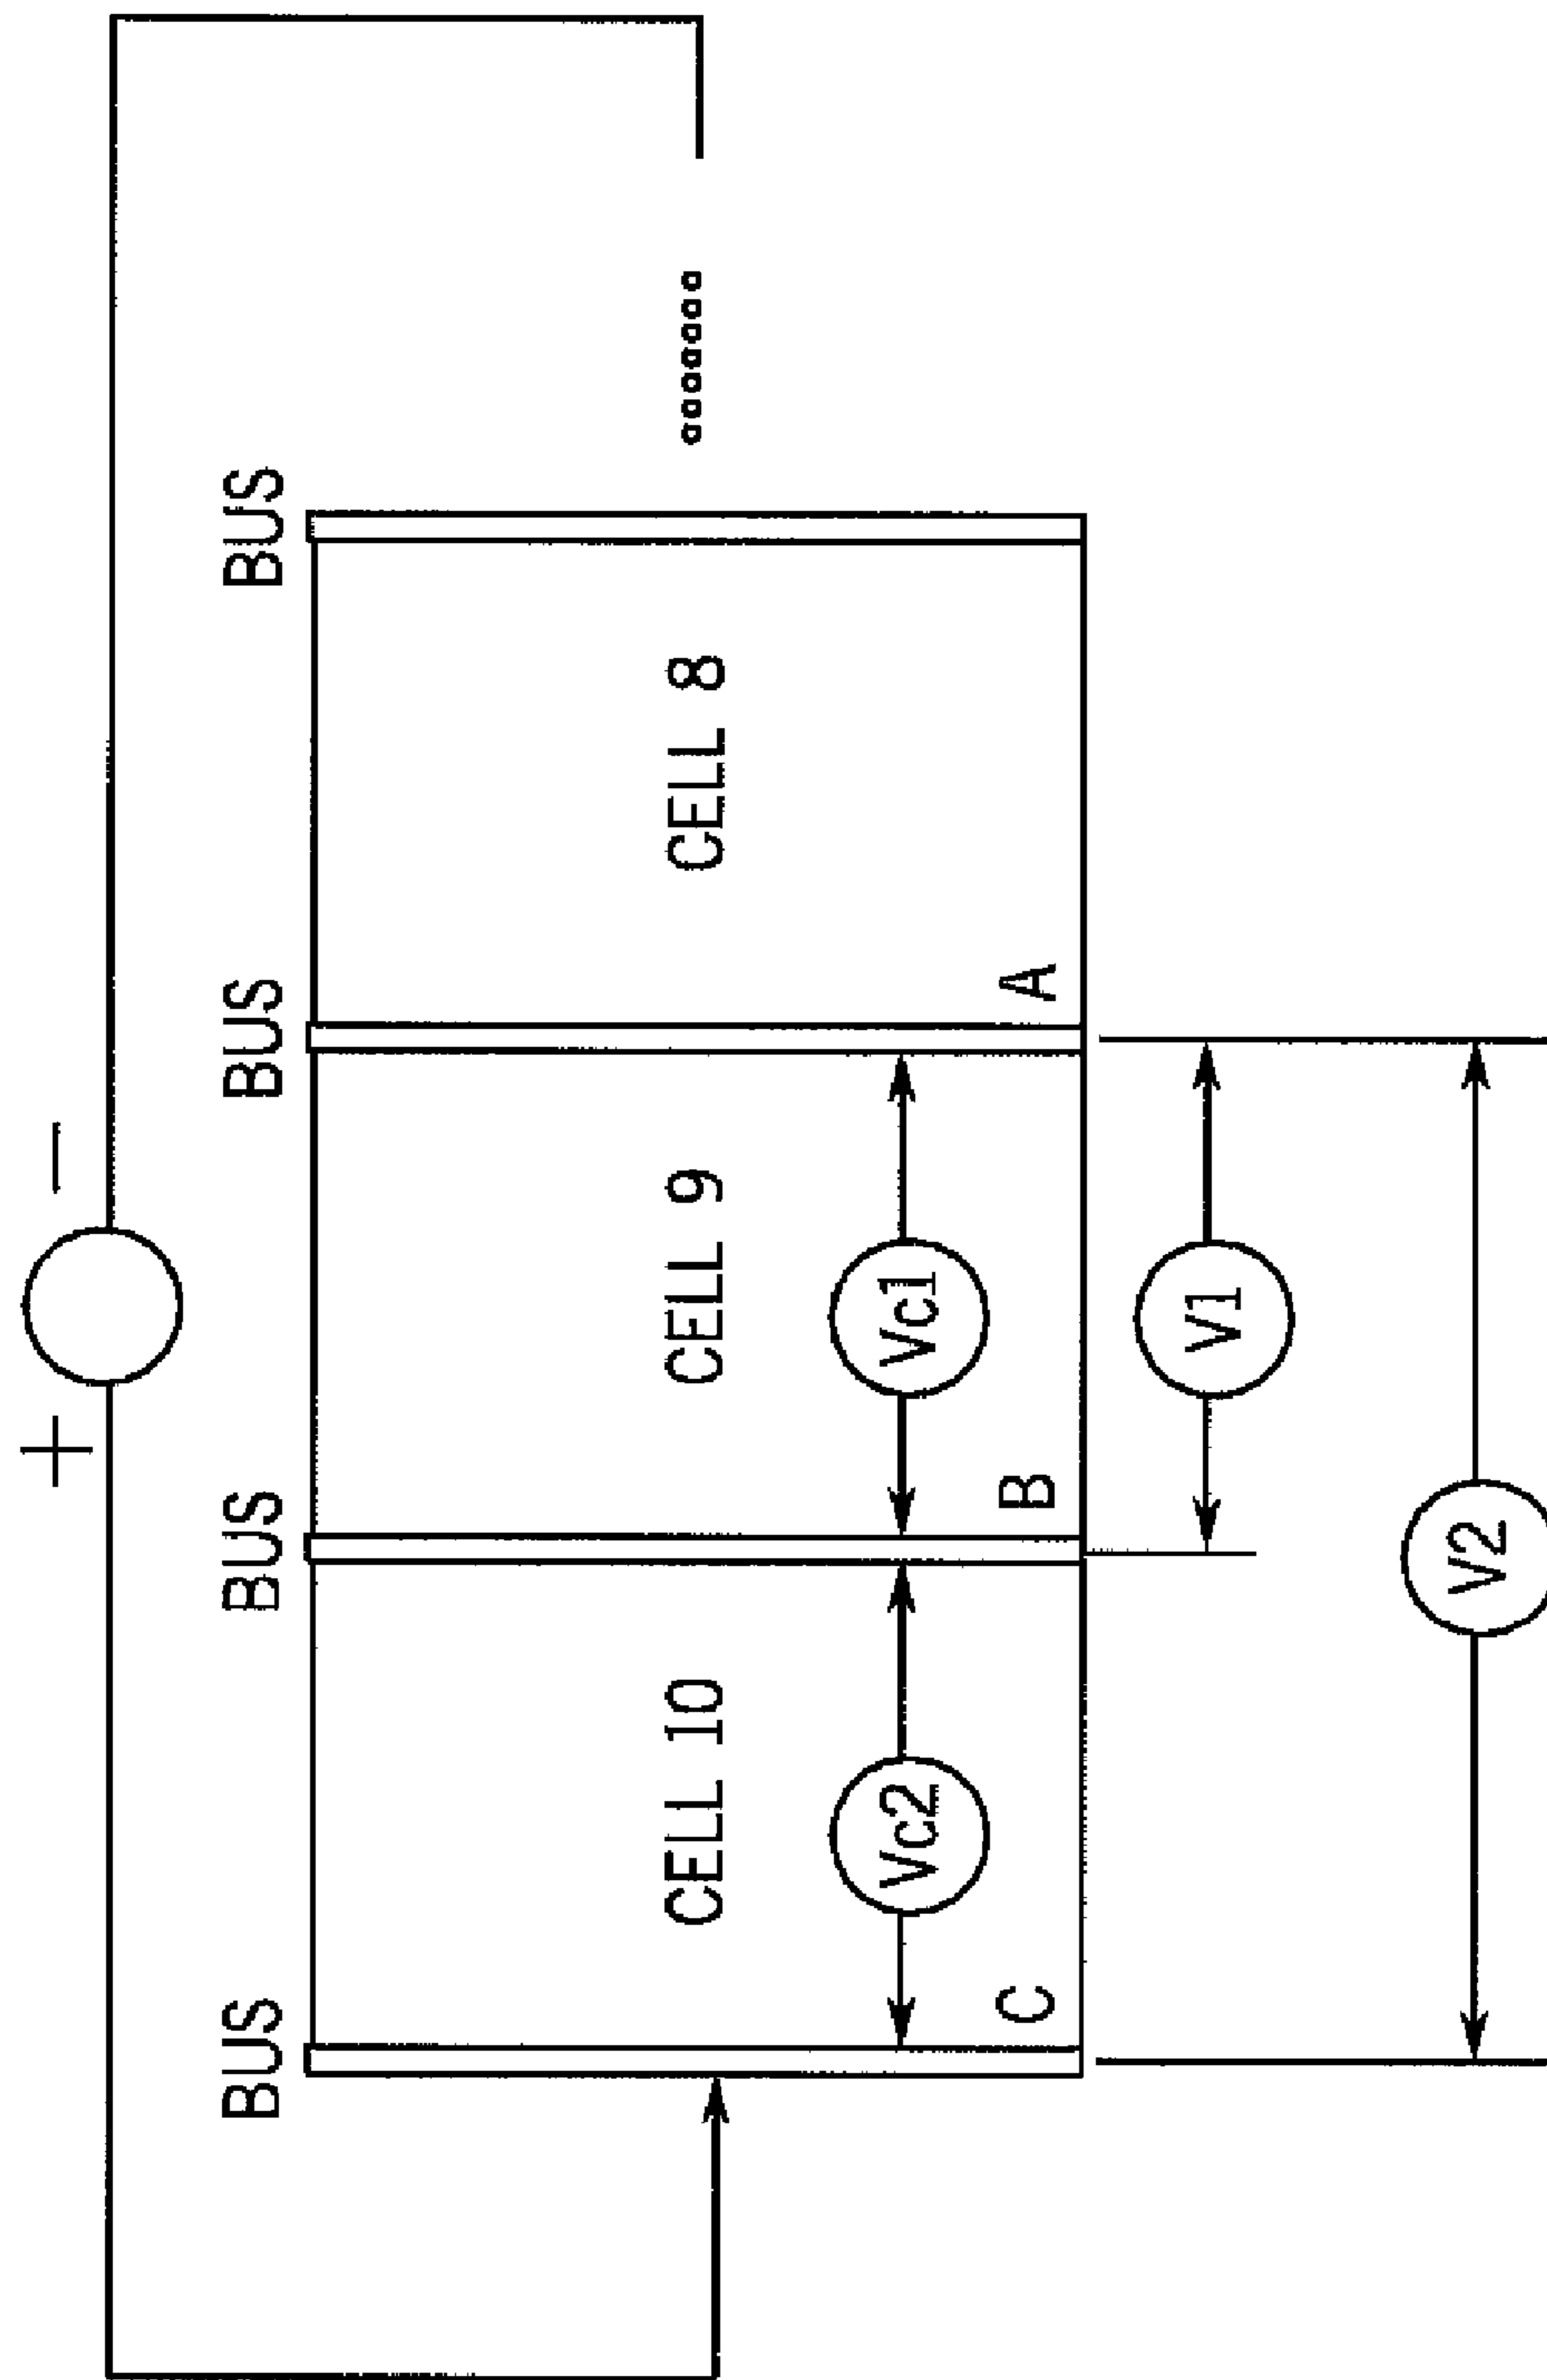 + −
BUS BUS BUS BUS
CELL 10 CELL 9 CELL 8
Vc2 Vc1
C B A
V1
V2